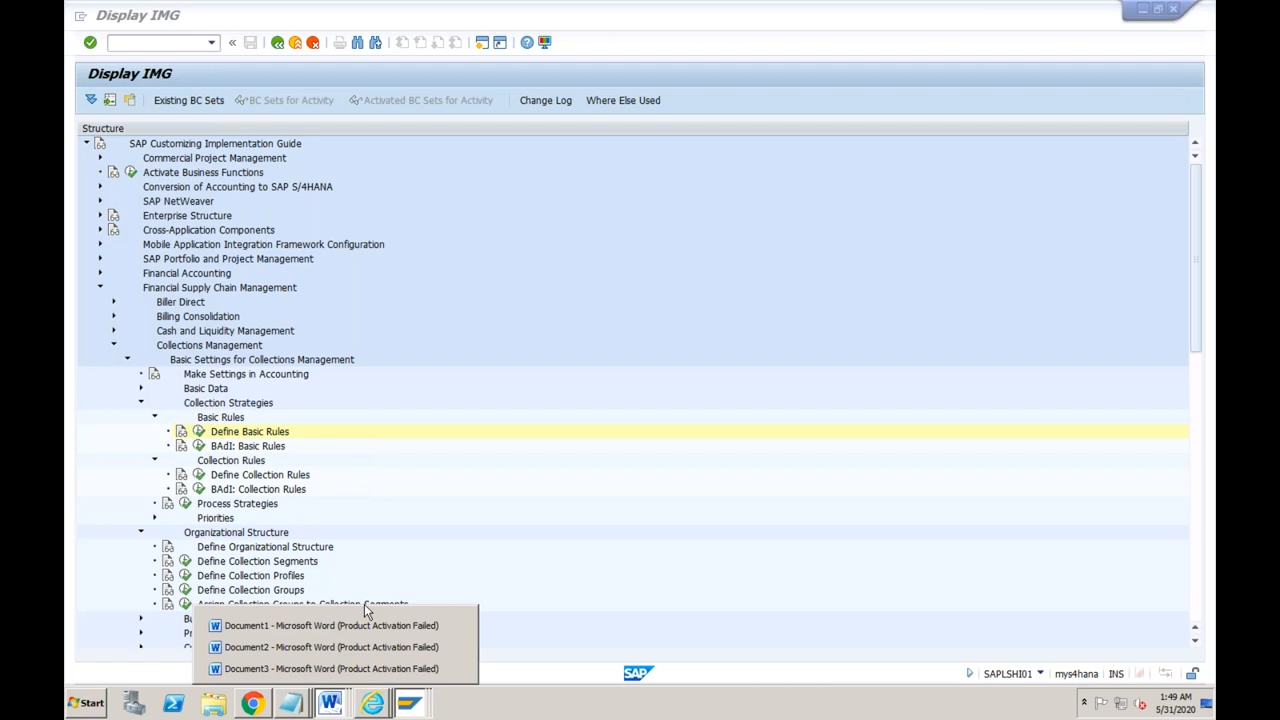 Display IMG
Display IMG
Existing BC Sets BC Sets for Activity Activated BC Sets for Activity Change Log Where Else Used
Structure
SAP Customizing Implementation Guide
Commercial Project Management
Activate Business Functions
Conversion of Accounting to SAP S/4HANA
SAP NetWeaver
Enterprise Structure
Cross-Application Components
Mobile Application Integration Framework Configuration
SAP Portfolio and Project Management
Financial Accounting
Financial Supply Chain Management
Biller Direct
Billing Consolidation
Cash and Liquidity Management
Collections Management
Basic Settings for Collections Management
Make Settings in Accounting
Basic Data
Collection Strategies
Basic Rules
Define Basic Rules
BAdI: Basic Rules
Collection Rules
Define Collection Rules
BAdI: Collection Rules
Process Strategies
Priorities
Organizational Structure
Define Organizational Structure
Define Collection Segments
Define Collection Profiles
Define Collection Groups
Assign Collection Groups to Collection Segments
Document1 - Microsoft Word (Product Activation Failed)
Document2 - Microsoft Word (Product Activation Failed)
Document3 - Microsoft Word (Product Activation Failed)
SAP SAPLSHI01 mys4hana INS
Start 1:49 AM
5/31/2020